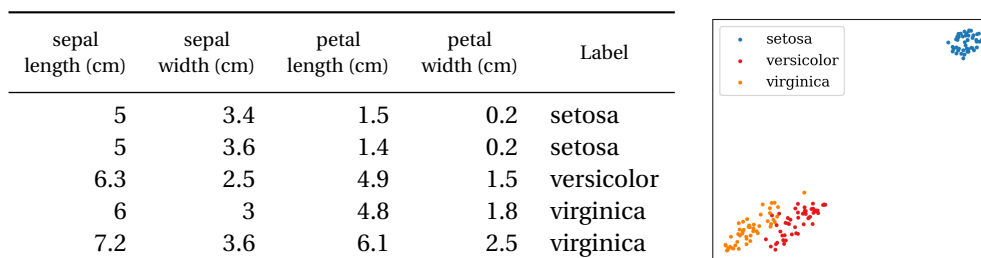 sepal length (cm) sepal width (cm) petal length (cm) petal width (cm) Label
5 3.4 1.5 0.2 setosa
5 3.6 1.4 0.2 setosa
6.3 2.5 4.9 1.5 versicolor
6 3 4.8 1.8 virginica
7.2 3.6 6.1 2.5 virginica
setosa
versicolor
virginica